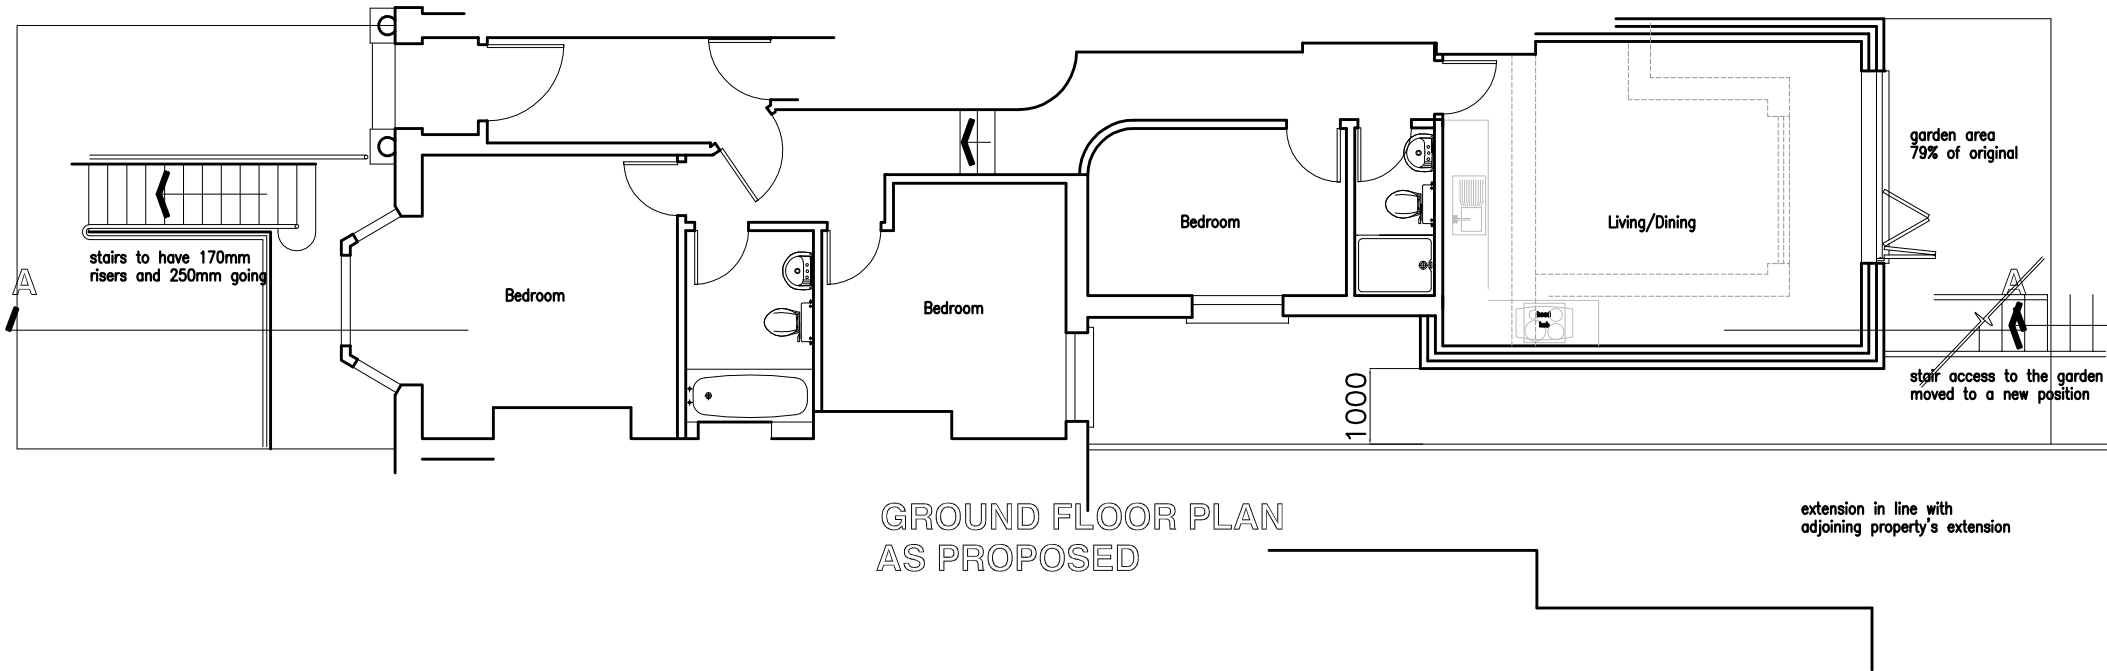 garden area
79% of original
stairs to have 170mm
risers and 250mm going
A
Bedroom
Bedroom
Bedroom
Living/Dining
A
hood
hob
stair access to the garden
moved to a new position
1000
GROUND FLOOR PLAN
AS PROPOSED
extension in line with
adjoining property's extension